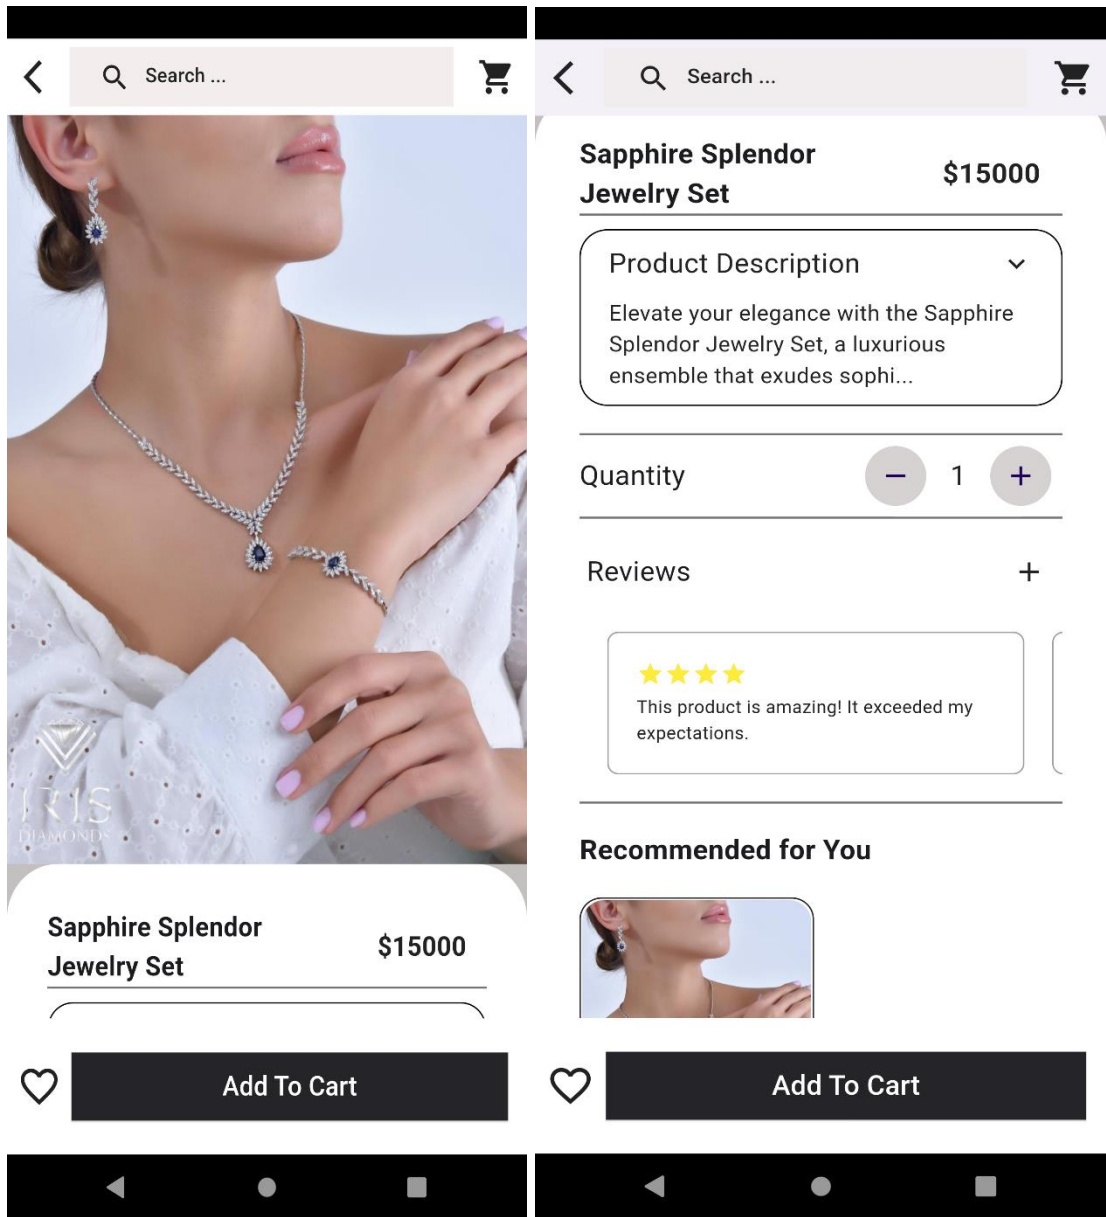 Search ...
IRIS
DIAMONDS
Sapphire Splendor
Jewelry Set
$15000
Add To Cart
Search ...
Sapphire Splendor
Jewelry Set
$15000
Product Description
Elevate your elegance with the Sapphire
Splendor Jewelry Set, a luxurious
ensemble that exudes sophi...
Quantity
1
Reviews
This product is amazing! It exceeded my
expectations.
Recommended for You
Add To Cart